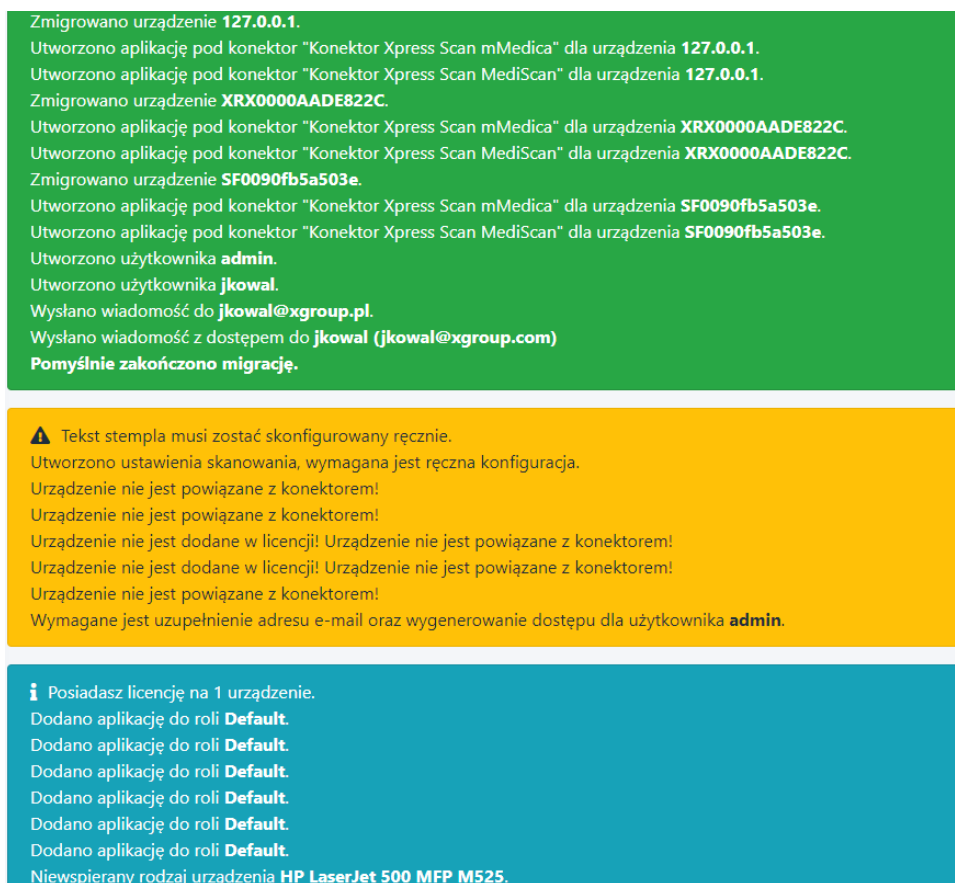 Zmigrowano urządzenie 127.0.0.1.
Utworzono aplikację pod konektor "Konektor Xpress Scan mMedica" dla urządzenia 127.0.0.1.
Utworzono aplikację pod konektor "Konektor Xpress Scan MediScan" dla urządzenia 127.0.0.1.
Zmigrowano urządzenie XRX0000AADE822C.
Utworzono aplikację pod konektor "Konektor Xpress Scan mMedica" dla urządzenia XRX0000AADE822C.
Utworzono aplikację pod konektor "Konektor Xpress Scan MediScan" dla urządzenia XRX0000AADE822C.
Zmigrowano urządzenie SF0090fb5a503e.
Utworzono aplikację pod konektor "Konektor Xpress Scan mMedica" dla urządzenia SF0090fb5a503e.
Utworzono aplikację pod konektor "Konektor Xpress Scan MediScan" dla urządzenia SF0090fb5a503e.
Utworzono użytkownika admin.
Utworzono użytkownika jkowal.
Wysłano wiadomość do jkowal@xgroup.pl.
Wysłano wiadomość z dostępem do jkowal (jkowal@xgroup.com)
Pomyślnie zakończono migrację.
Tekst stempla musi zostać skonfigurowany ręcznie.
Utworzono ustawienia skanowania, wymagana jest ręczna konfiguracja.
Urządzenie nie jest powiązane z konektorem!
Urządzenie nie jest powiązane z konektorem!
Urządzenie nie jest dodane w licencji! Urządzenie nie jest powiązane z konektorem!
Urządzenie nie jest dodane w licencji! Urządzenie nie jest powiązane z konektorem!
Urządzenie nie jest powiązane z konektorem!
Wymagane jest uzupełnienie adresu e-mail oraz wygenerowanie dostępu dla użytkownika admin.
Posiadasz licencję na 1 urządzenie.
Dodano aplikację do roli Default.
Dodano aplikację do roli Default.
Dodano aplikację do roli Default.
Dodano aplikację do roli Default.
Dodano aplikację do roli Default.
Dodano aplikację do roli Default.
Niewspierany rodzaj urządzenia HP LaserJet 500 MFP M525.